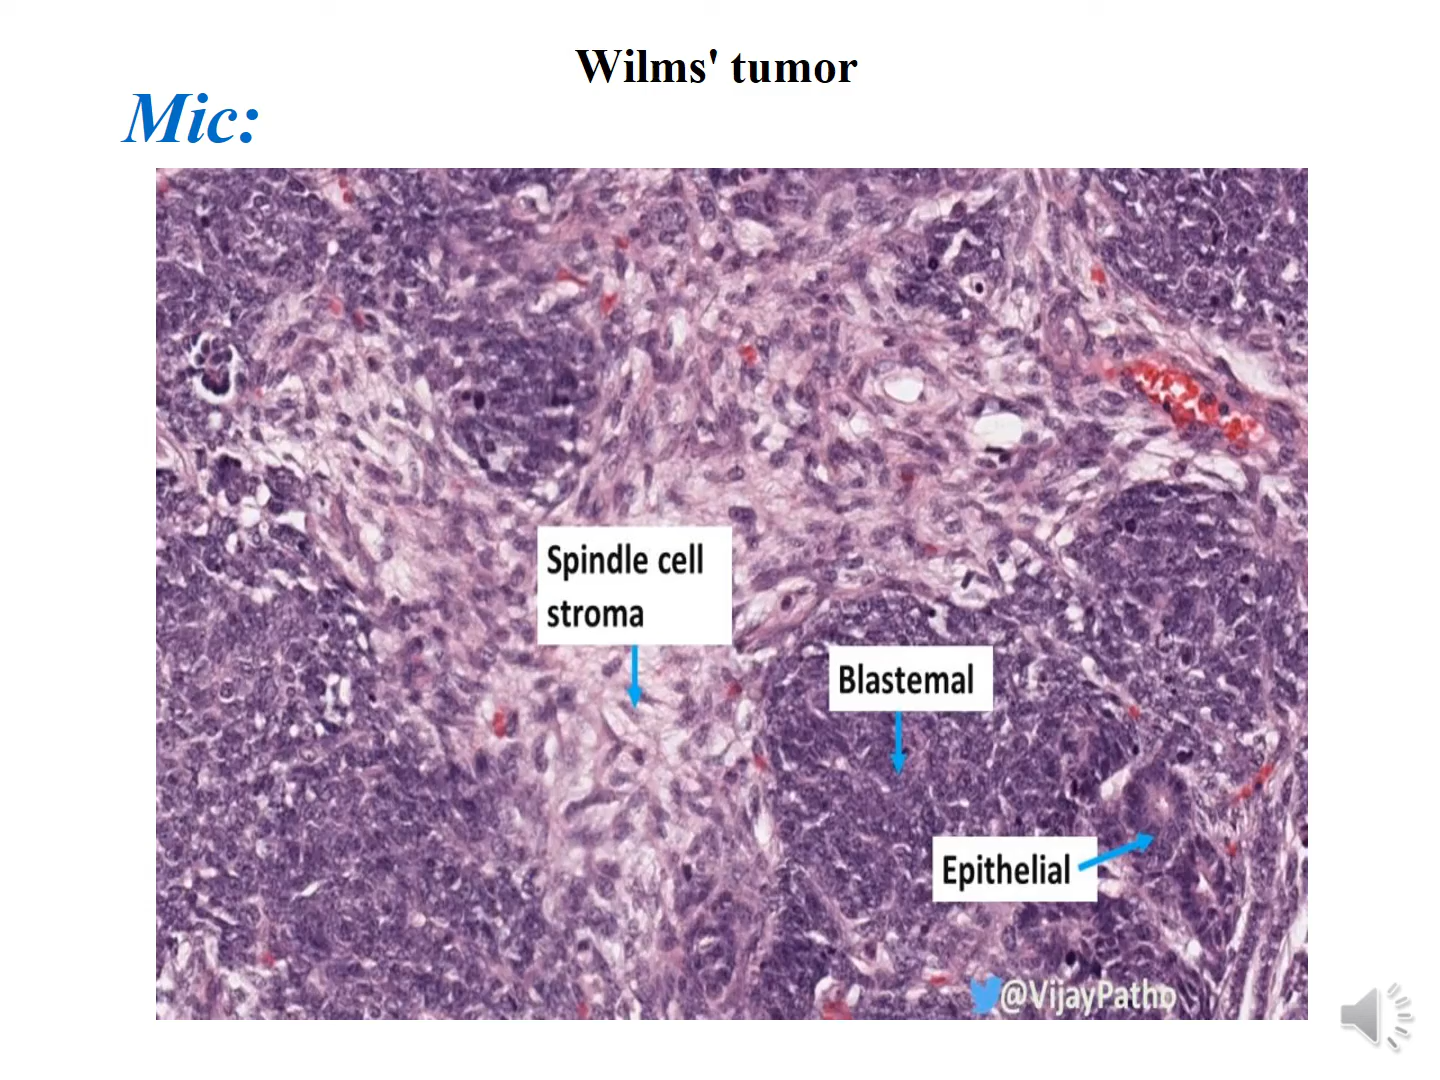 Wilms' tumor
Mic:
Spindle cell
stroma
Blastemal
Epithelial
@VijayPatho